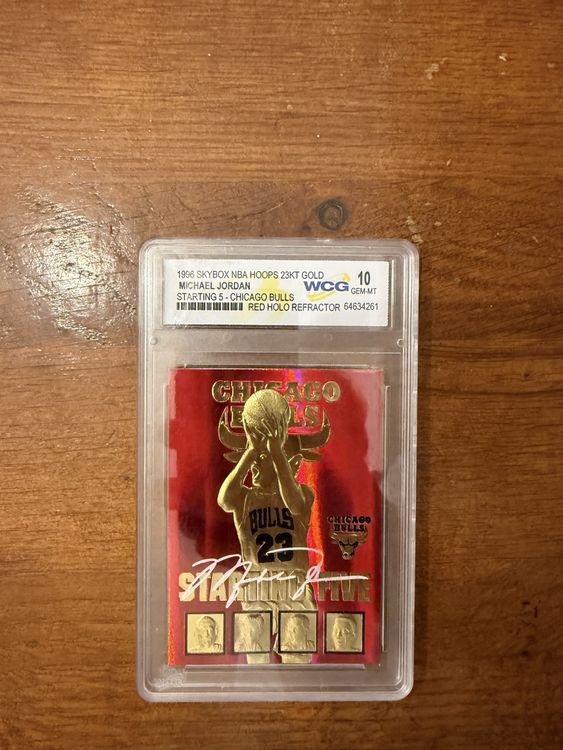 1996 SKYBOX NBA HOOPS 23KT GOLD
MICHAEL JORDAN
STARTING 5 - CHICAGO BULLS
WCG
10
GEM-MT
RED HOLO REFRACTOR 64634261
CHICAGO
BULLS
BULLS
23
CHICAGO
BULLS
STARTING FIVE